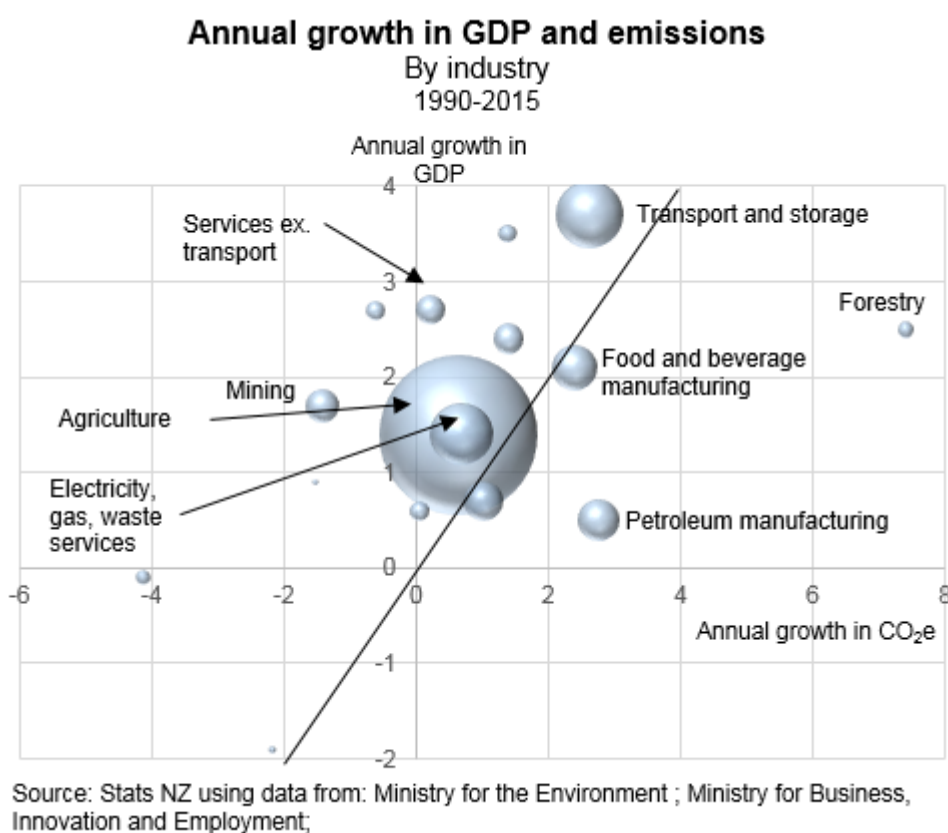 Annual growth in GDP and emissions
By industry
1990-2015
Annual growth in
GDP
4
Services ex.
transport
Transport and storage
3
Forestry
2
Food and beverage
manufacturing
Mining
Agriculture
1
Electricity,
gas, waste
services
Petroleum manufacturing
0
-6 -4 -2 0 2 4 6 8
Annual growth in CO₂e
-1
-2
Source: Stats NZ using data from: Ministry for the Environment ; Ministry for Business,
Innovation and Employment;